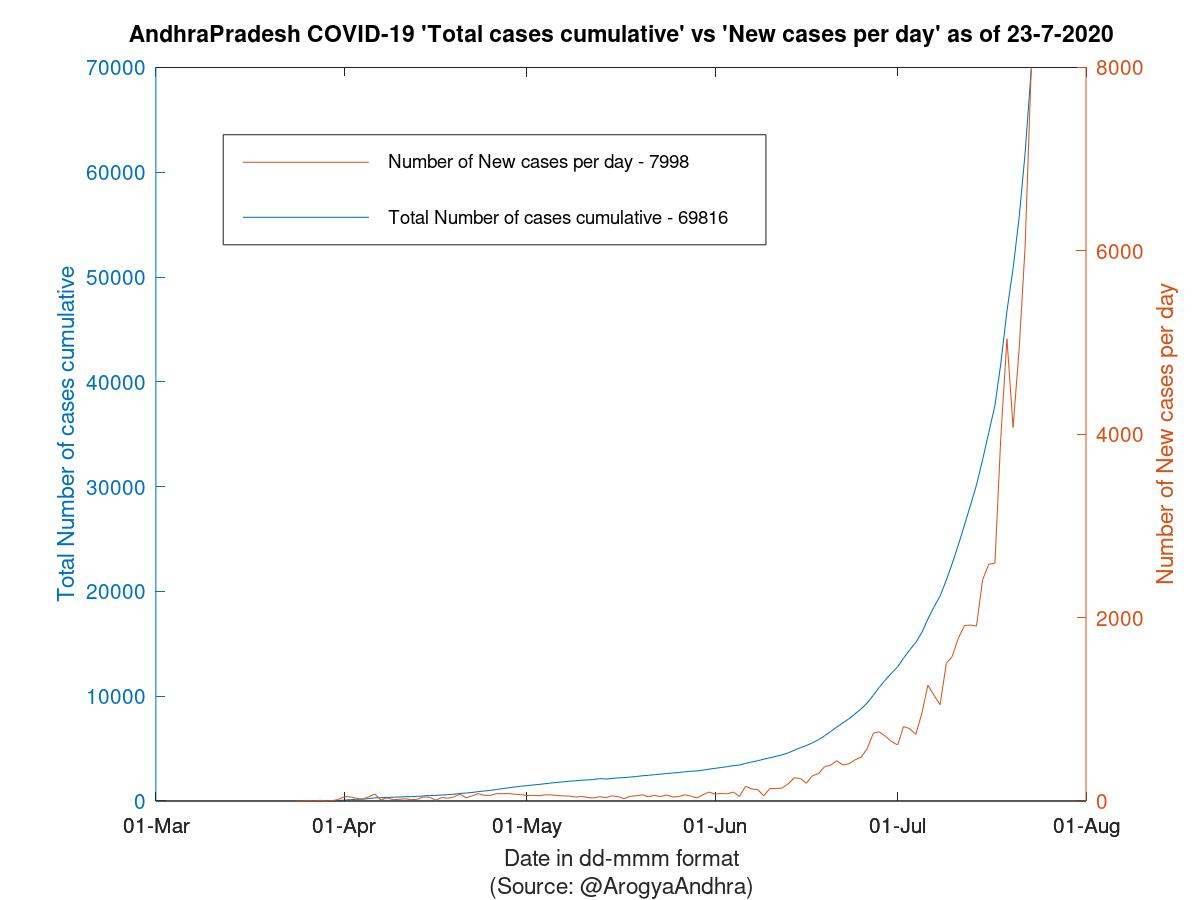 AndhraPradesh COVID-19 'Total cases cumulative' vs 'New cases per day' as of 23-7-2020
70000
60000
50000
40000
30000
20000
10000
0
Total Number of cases cumulative
Number of New cases per day - 7998
Total Number of cases cumulative - 69816
8000
6000
4000
2000
0
Number of New cases per day
01-Mar 01-Apr 01-May 01-Jun 01-Jul 01-Aug
Date in dd-mmm format
(Source: @ArogyaAndhra)